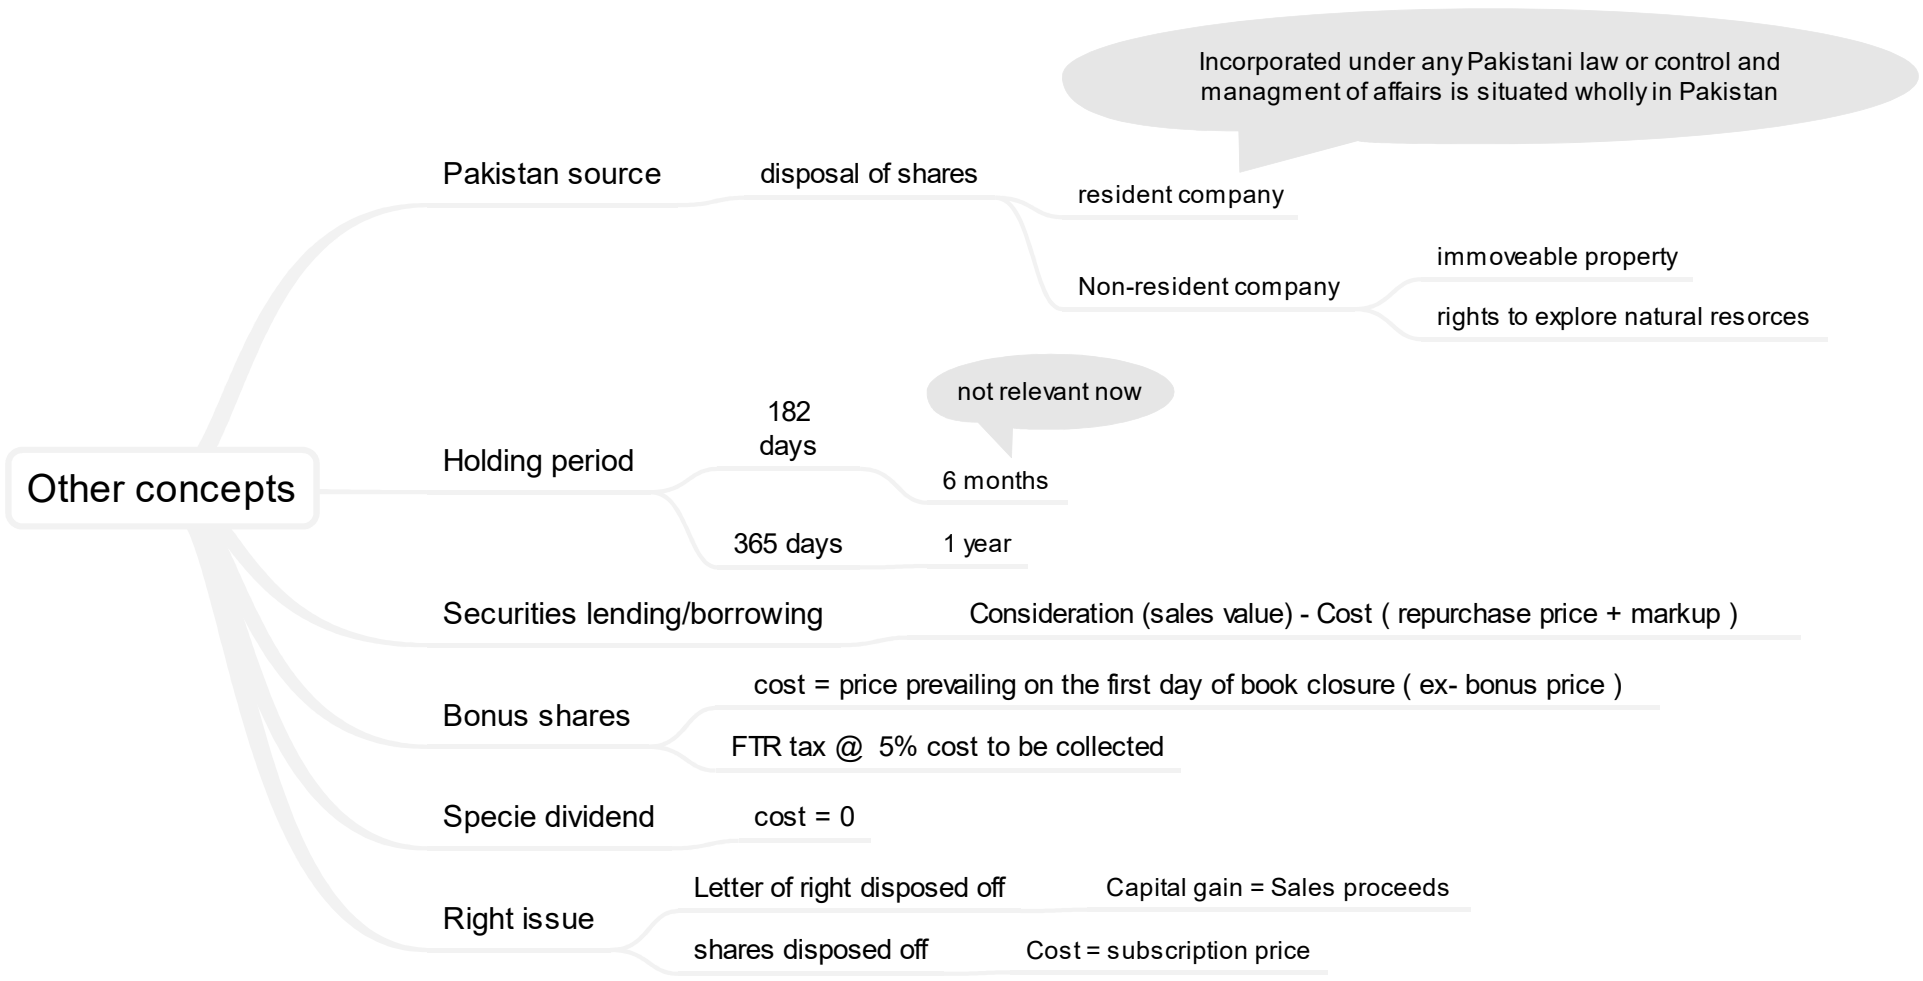 Other concepts
Pakistan source
disposal of shares
Incorporated under any Pakistani law or control and
managment of affairs is situated wholly in Pakistan
resident company
Non-resident company
immoveable property
rights to explore natural resorces
Holding period
182
days
not relevant now
6 months
365 days
1 year
Securities lending/borrowing
Consideration (sales value) - Cost ( repurchase price + markup )
Bonus shares
cost = price prevailing on the first day of book closure ( ex- bonus price )
FTR tax @ 5% cost to be collected
Specie dividend
cost = 0
Right issue
Letter of right disposed off
Capital gain = Sales proceeds
shares disposed off
Cost = subscription price